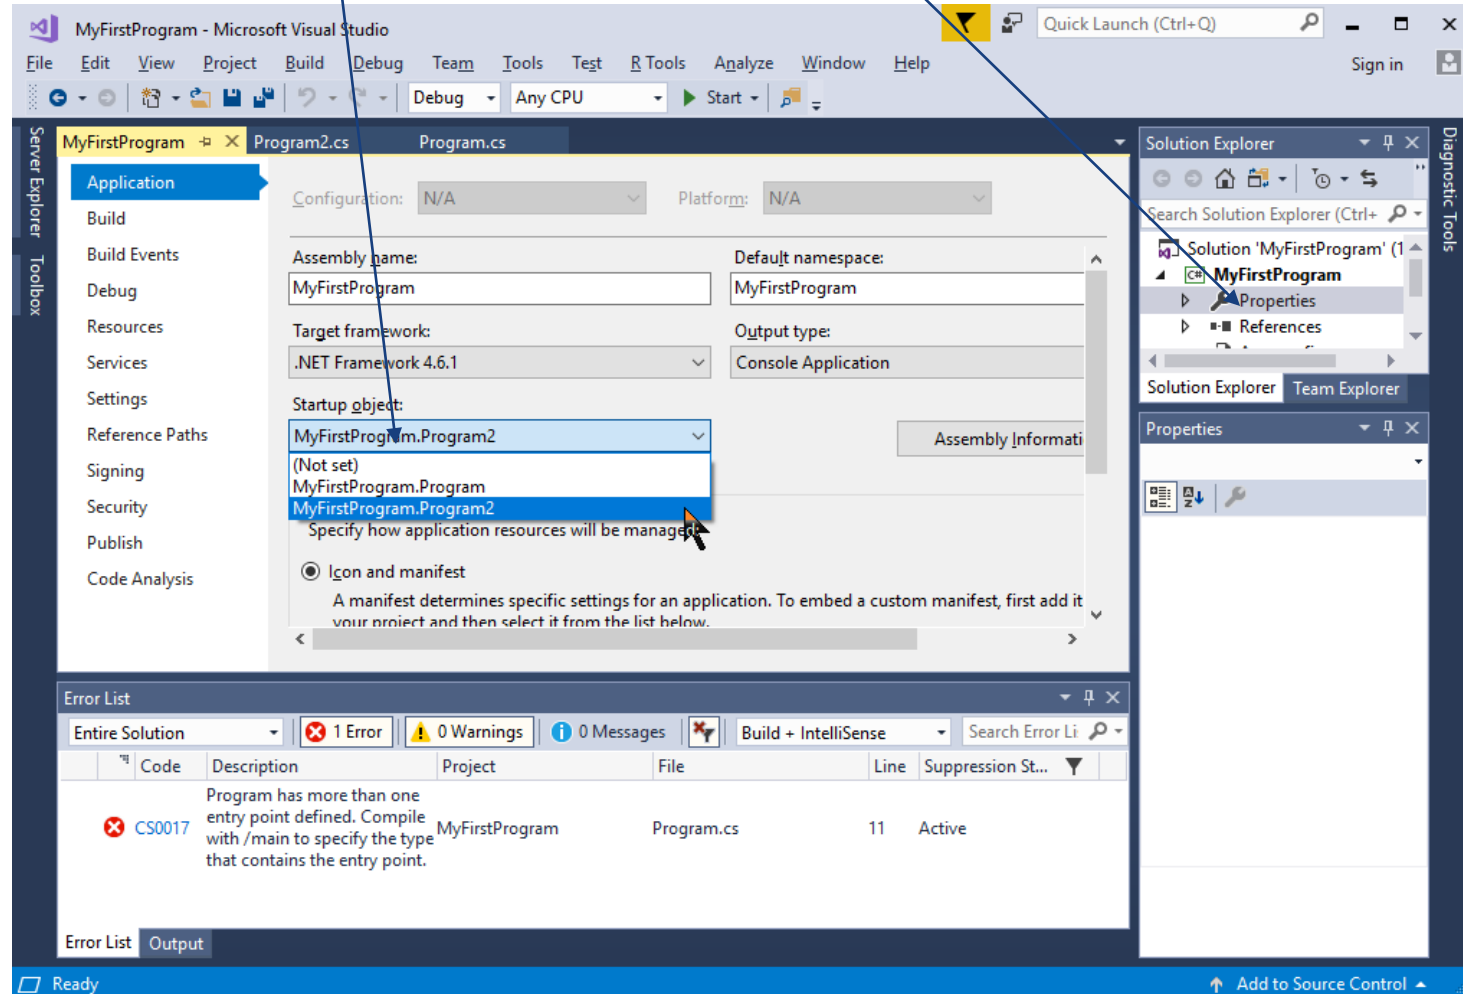 MyFirstProgram - Microsoft Visual Studio
Quick Launch (Ctrl+Q)
File Edit View Project Build Debug Team Tools Test R Tools Analyze Window Help
Sign in
Debug Any CPU Start
Server Explorer
Toolbox
MyFirstProgram Program2.cs Program.cs
Application
Build
Build Events
Debug
Resources
Services
Settings
Reference Paths
Signing
Security
Publish
Code Analysis
Configuration: N/A Platform: N/A
Assembly name: Default namespace:
MyFirstProgram MyFirstProgram
Target framework: Output type:
.NET Framework 4.6.1 Console Application
Startup object:
MyFirstProgram.Program2 Assembly Informati
(Not set)
MyFirstProgram.Program
MyFirstProgram.Program2
Specify how application resources will be managed:
Icon and manifest
A manifest determines specific settings for an application. To embed a custom manifest, first add it
your project and then select it from the list below.
Solution Explorer
Search Solution Explorer (Ctrl+
Solution 'MyFirstProgram' (1
C# MyFirstProgram
Properties
References
Solution Explorer Team Explorer
Properties
Diagnostic Tools
Error List
Entire Solution 1 Error 0 Warnings 0 Messages Build + IntelliSense Search Error Li
Code Description Project File Line Suppression St...
CS0017 Program has more than one
entry point defined. Compile
with /main to specify the type
that contains the entry point.
MyFirstProgram Program.cs 11 Active
Error List Output
Ready
Add to Source Control